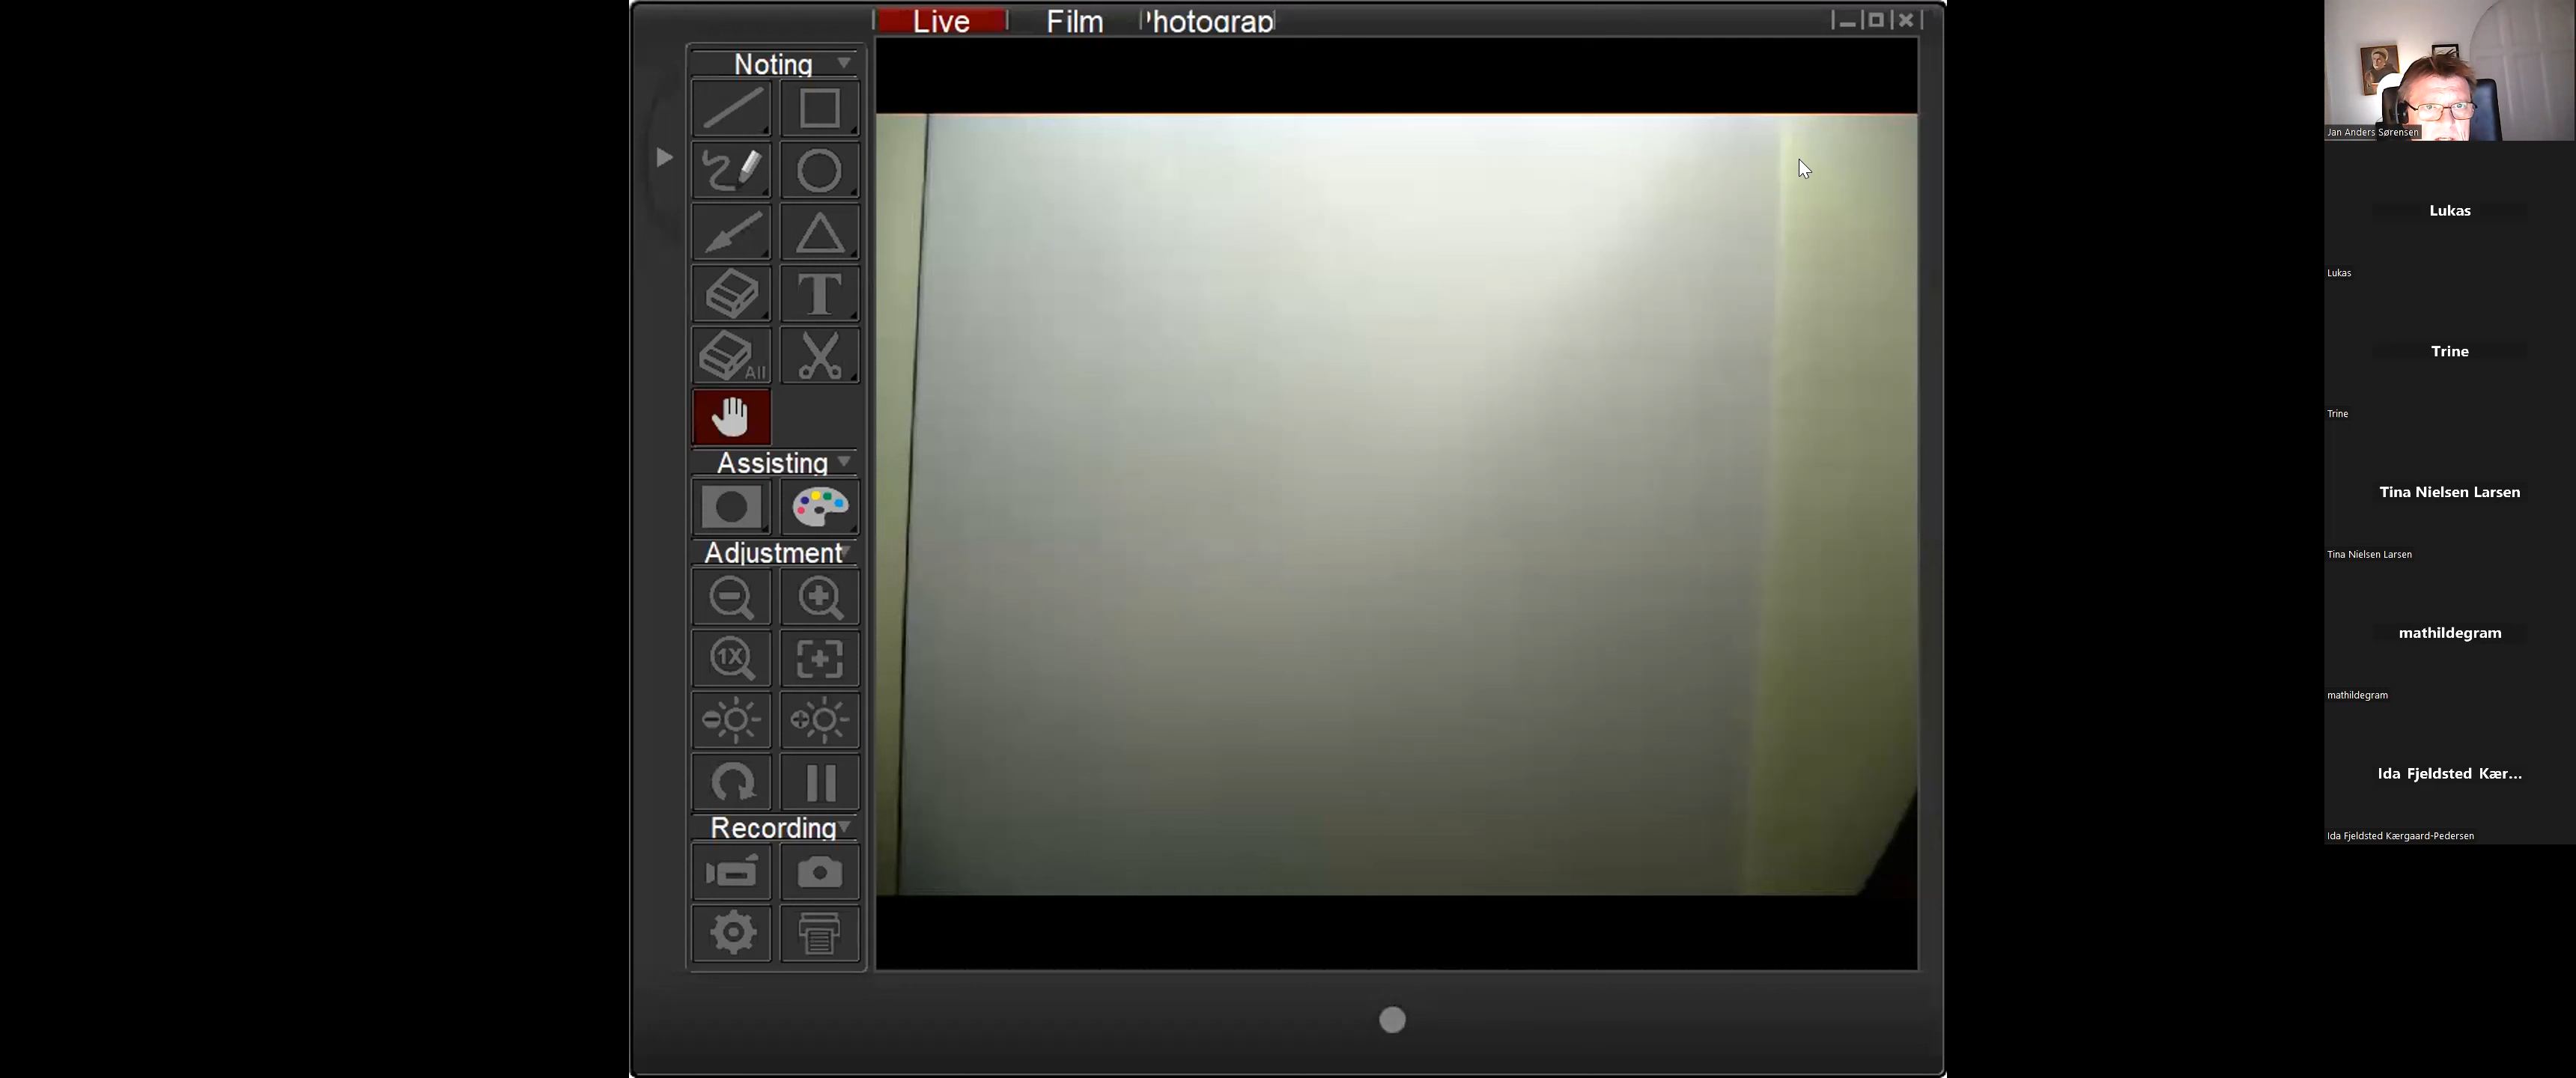 Live
Film
Photograp
Noting
T
All
Assisting
Adjustment
1X
Recording
Jan Anders Sørensen
Lukas
Lukas
Trine
Trine
Tina Nielsen Larsen
Tina Nielsen Larsen
mathildegram
mathildegram
Ida Fjeldsted Kær...
Ida Fjeldsted Kærgaard-Pedersen